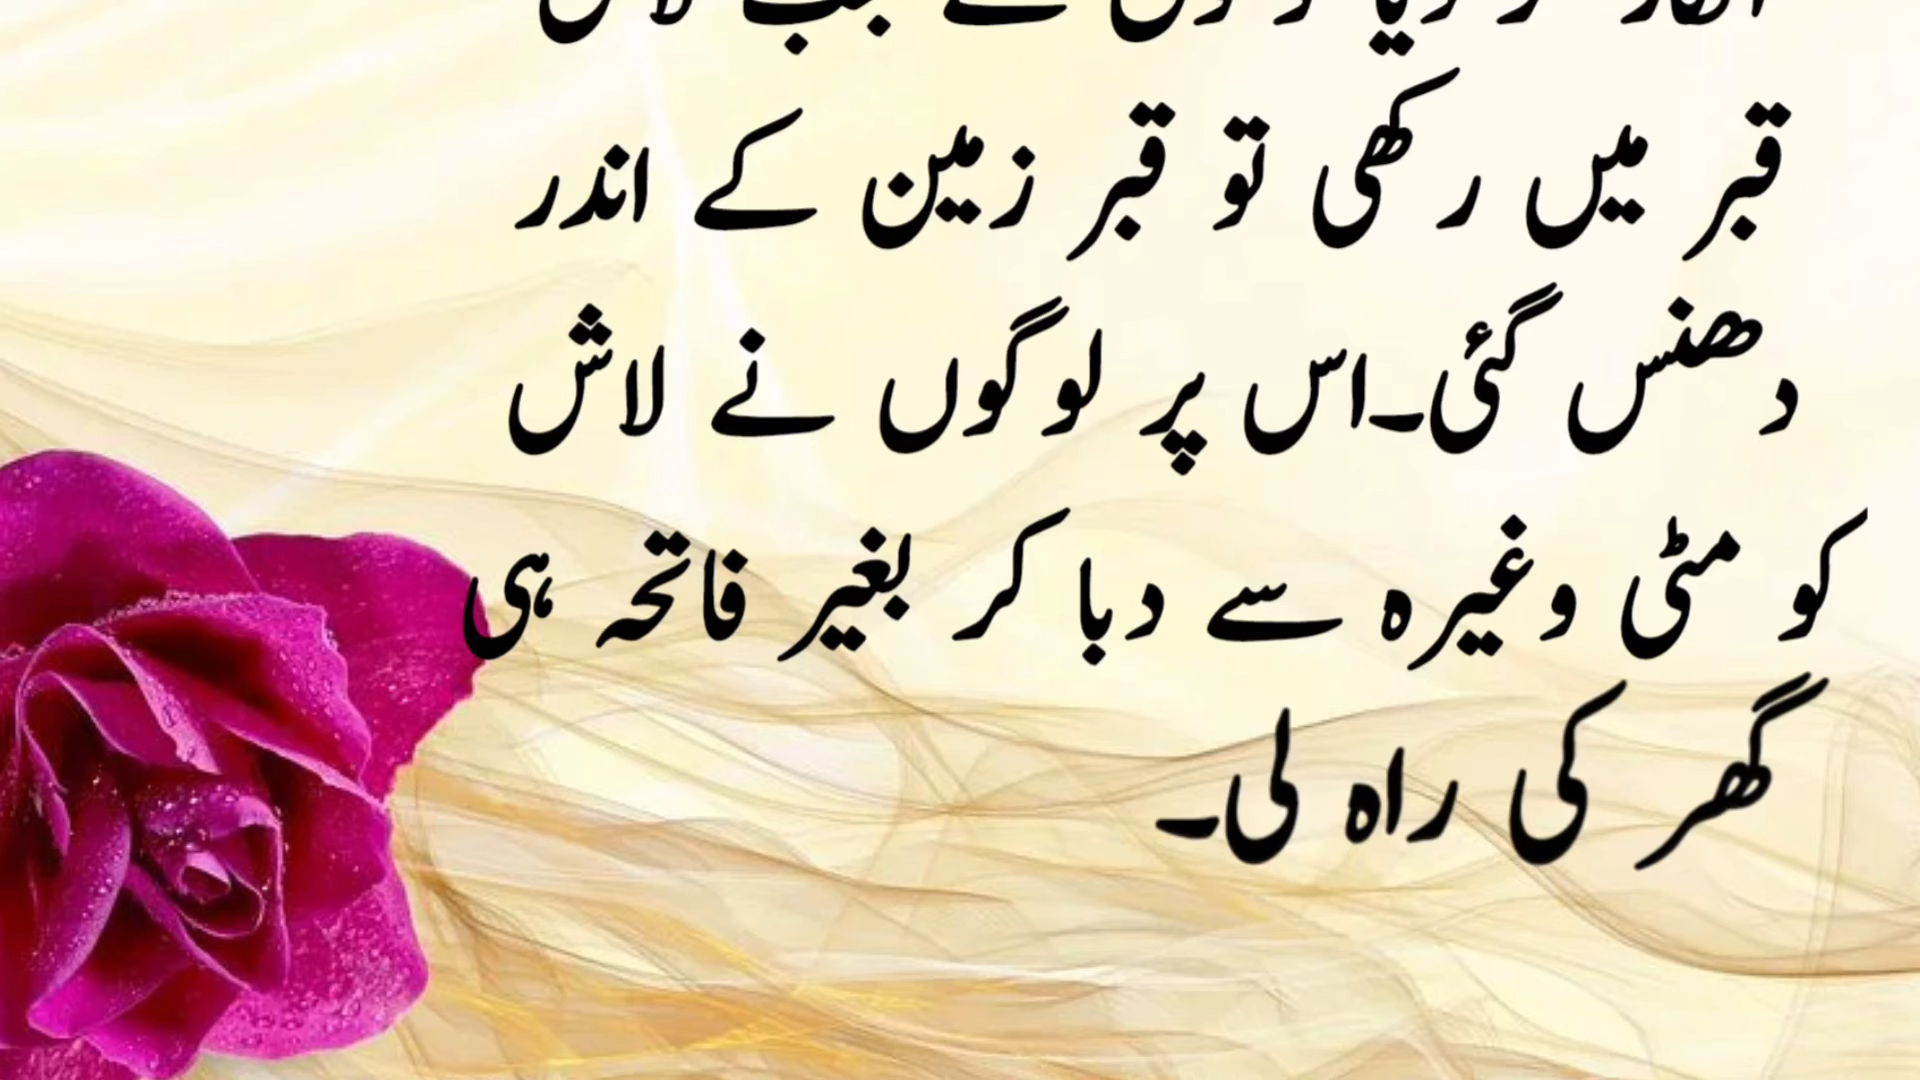 قبر میں رکھی تو قبر زمین کے اندر
دھنس گئی۔اس پر لوگوں نے لاش
کو مٹی وغیرہ سے دبا کر بغیر فاتحہ ہی
گھر کی راہ لی۔